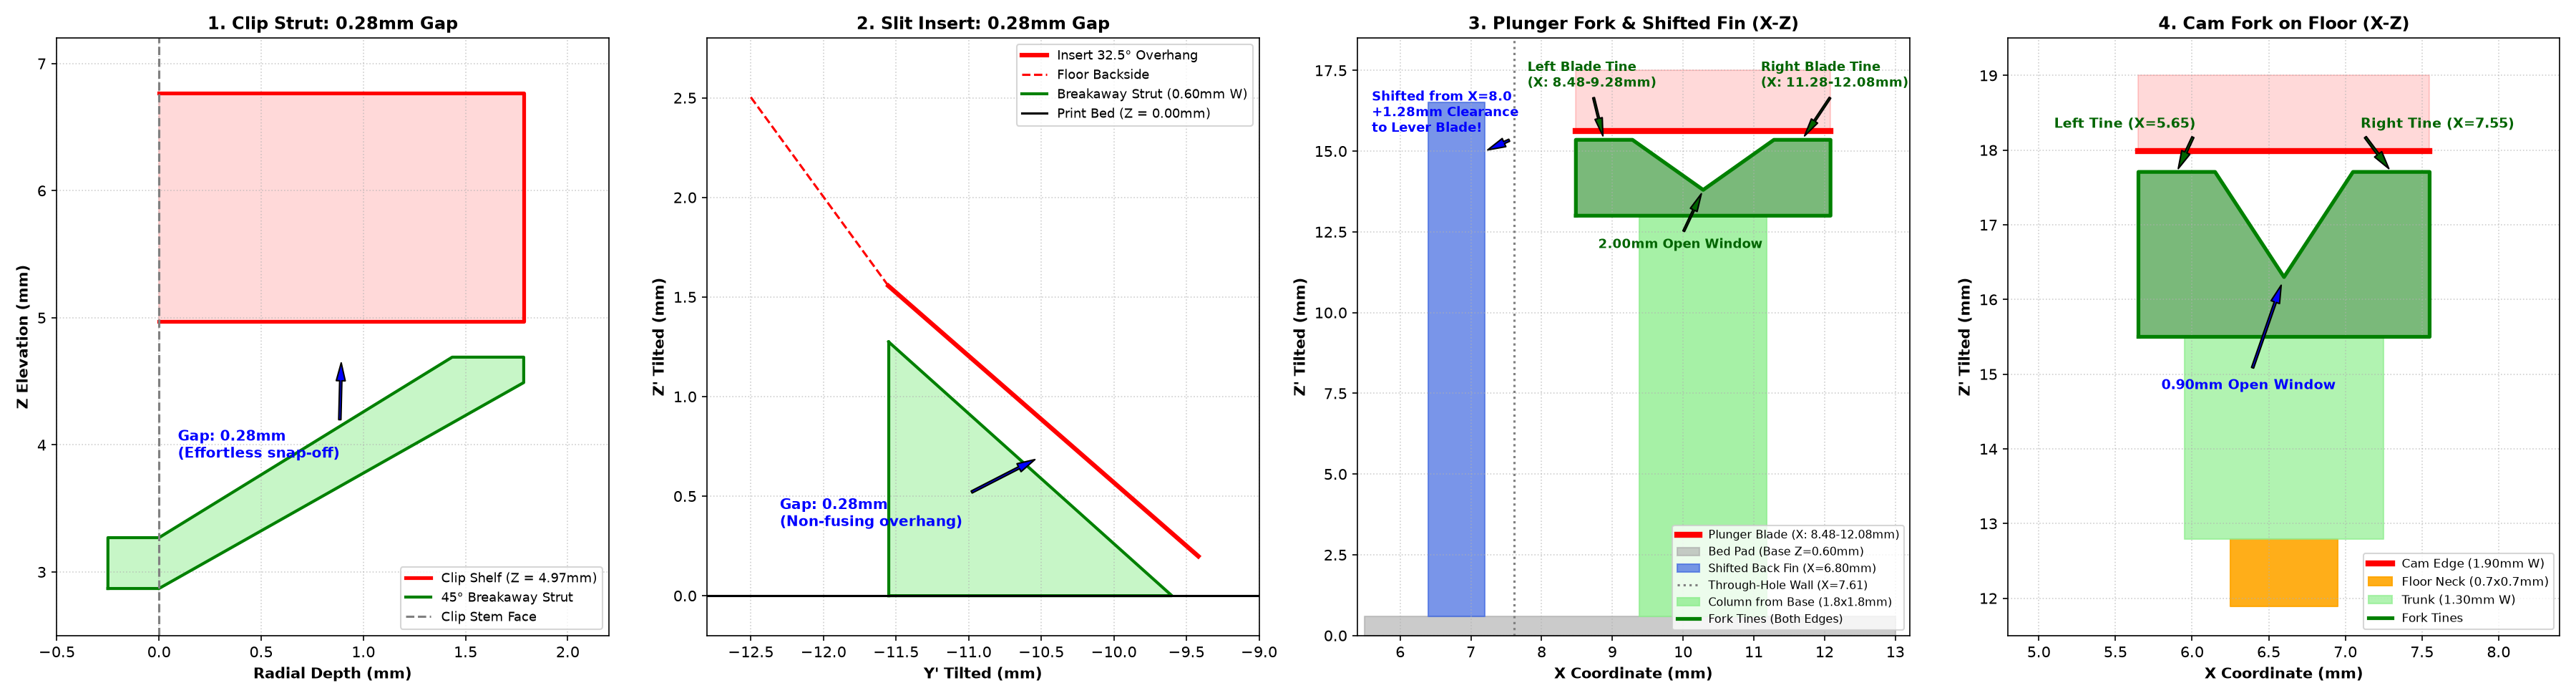 1. Clip Strut: 0.28mm Gap
7
6
5
4
3
Z Elevation (mm)
Gap: 0.28mm
(Effortless snap-off)
Clip Shelf (Z = 4.97mm)
45° Breakaway Strut
Clip Stem Face
−0.5 0.0 0.5 1.0 1.5 2.0
Radial Depth (mm)
2. Slit Insert: 0.28mm Gap
Insert 32.5° Overhang
Floor Backside
Breakaway Strut (0.60mm W)
Print Bed (Z = 0.00mm)
2.5
2.0
1.5
1.0
0.5
0.0
Z' Tilted (mm)
Gap: 0.28mm
(Non-fusing overhang)
−12.5 −12.0 −11.5 −11.0 −10.5 −10.0 −9.5 −9.0
Y' Tilted (mm)
3. Plunger Fork & Shifted Fin (X-Z)
17.5
15.0
12.5
10.0
7.5
5.0
2.5
0.0
Z' Tilted (mm)
Left Blade Tine
(X: 8.48-9.28mm)
Right Blade Tine
(X: 11.28-12.08mm)
Shifted from X=8.0
+1.28mm Clearance
to Lever Blade!
2.00mm Open Window
Plunger Blade (X: 8.48-12.08mm)
Bed Pad (Base Z=0.60mm)
Shifted Back Fin (X=6.80mm)
Through-Hole Wall (X=7.61)
Column from Base (1.8x1.8mm)
Fork Tines (Both Edges)
6 7 8 9 10 11 12 13
X Coordinate (mm)
4. Cam Fork on Floor (X-Z)
19
18
17
16
15
14
13
12
Z' Tilted (mm)
Left Tine (X=5.65)
Right Tine (X=7.55)
0.90mm Open Window
Cam Edge (1.90mm W)
Floor Neck (0.7x0.7mm)
Trunk (1.30mm W)
Fork Tines
5.0 5.5 6.0 6.5 7.0 7.5 8.0
X Coordinate (mm)